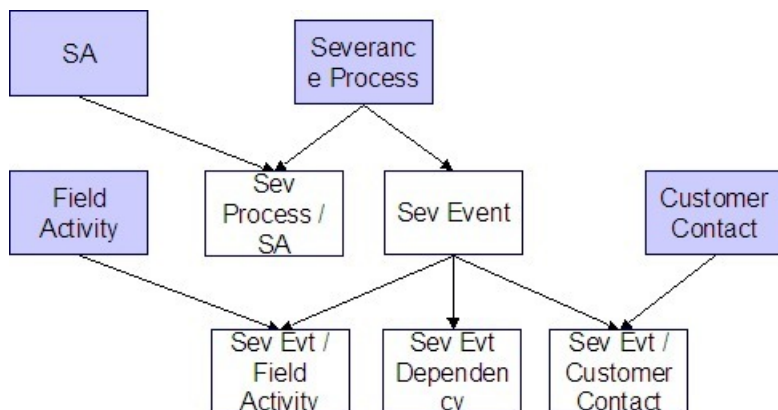 SA
Severanc
e Process
Field
Activity
Sev
Process /
SA
Sev Event
Customer
Contact
Sev Evt /
Field
Activity
Sev Evt
Dependen
cy
Sev Evt /
Customer
Contact